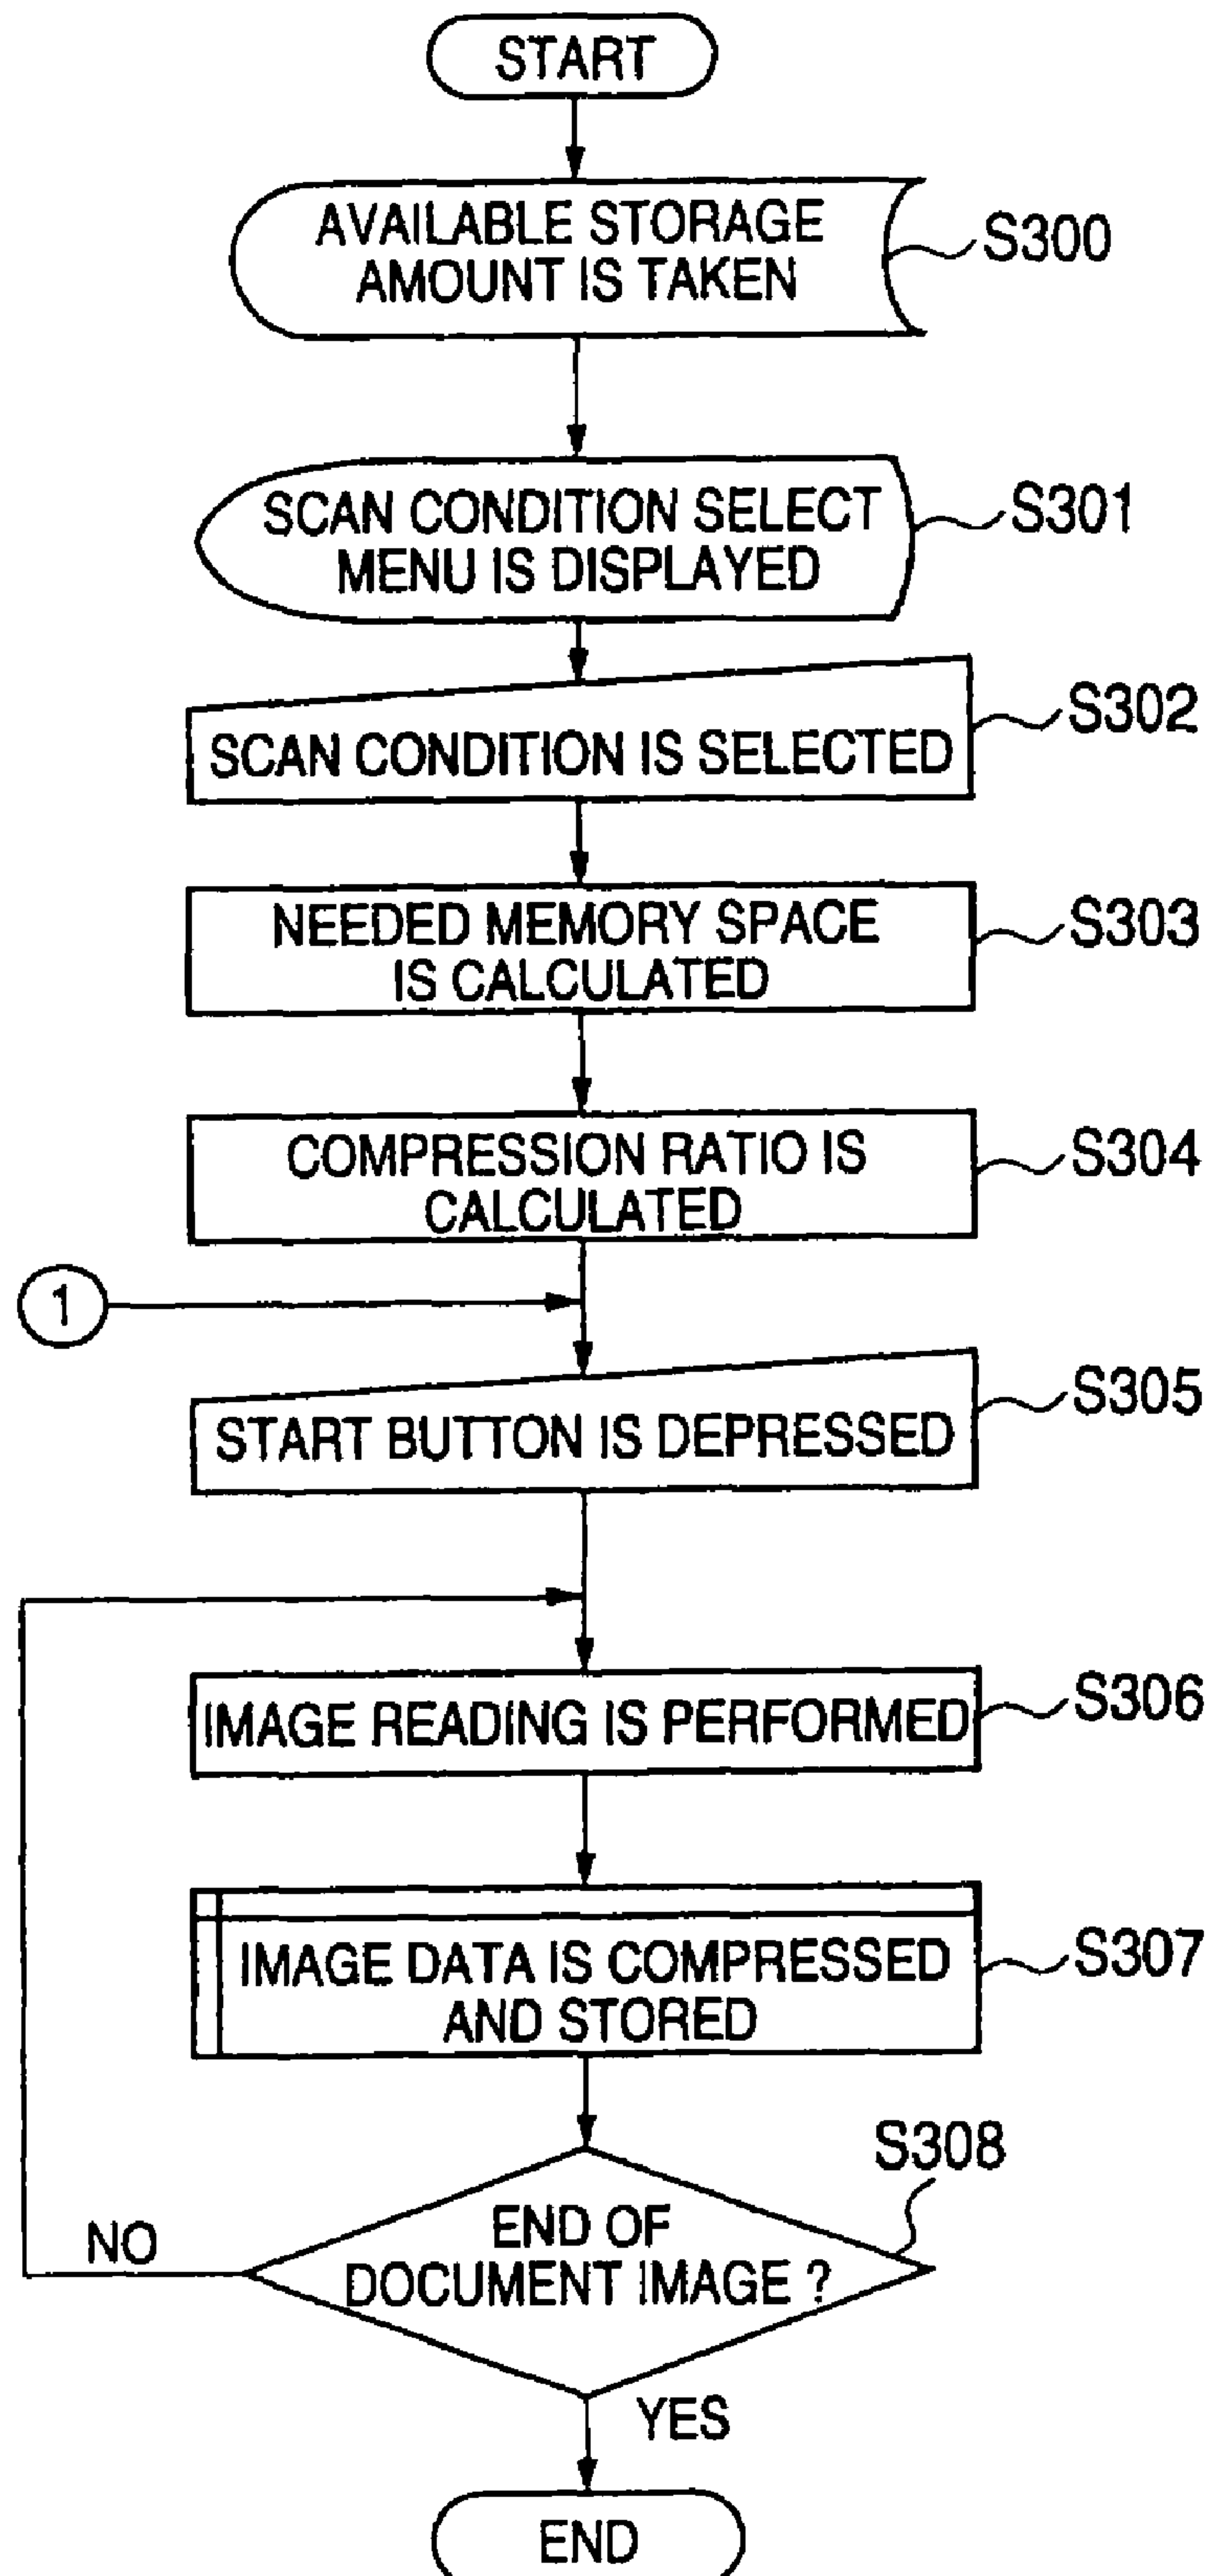 START
AVAILABLE STORAGE
AMOUNT IS TAKEN
S300
SCAN CONDITION SELECT
MENU IS DISPLAYED
S301
S302
SCAN CONDITION IS SELECTED
NEEDED MEMORY SPACE
IS CALCULATED
S303
COMPRESSION RATIO IS
CALCULATED
S304
1
S305
START BUTTON IS DEPRESSED
IMAGE READING IS PERFORMED
S306
IMAGE DATA IS COMPRESSED
AND STORED
S307
S308
END OF
DOCUMENT IMAGE ?
NO
YES
END